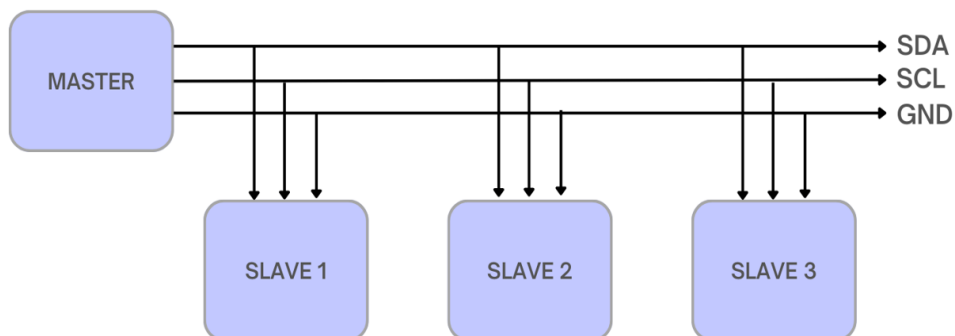 MASTER
SDA
SCL
GND
SLAVE 1
SLAVE 2
SLAVE 3